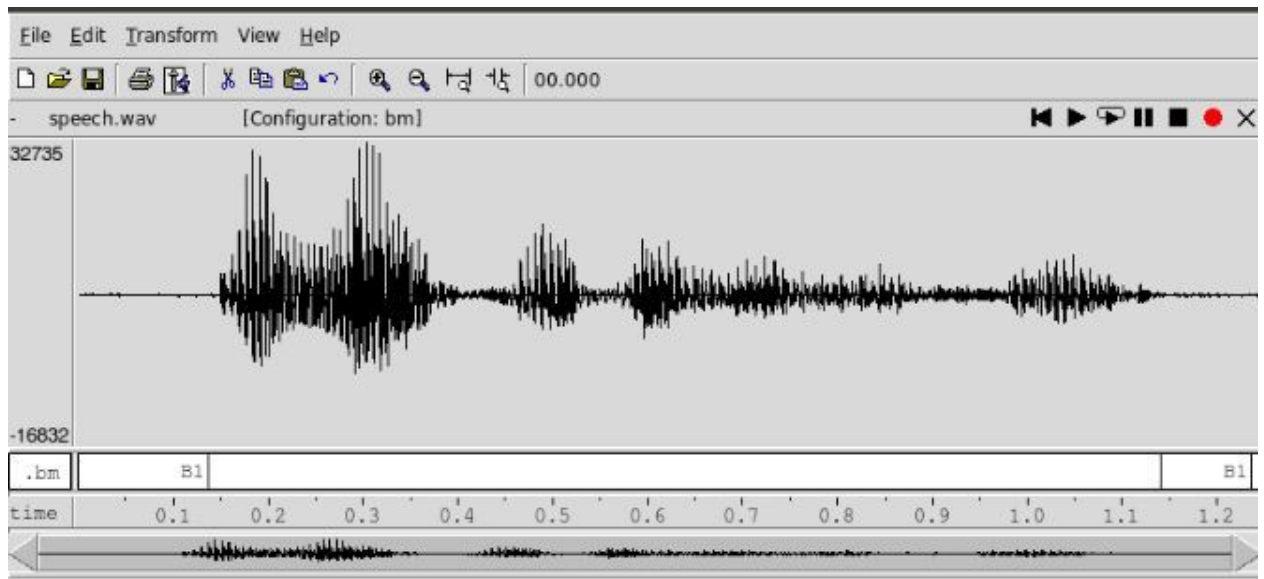 File Edit Transform View Help
00.000
- speech.wav [Configuration: bm]
32735
-16832
.bm B1 B1
time 0.1 0.2 0.3 0.4 0.5 0.6 0.7 0.8 0.9 1.0 1.1 1.2